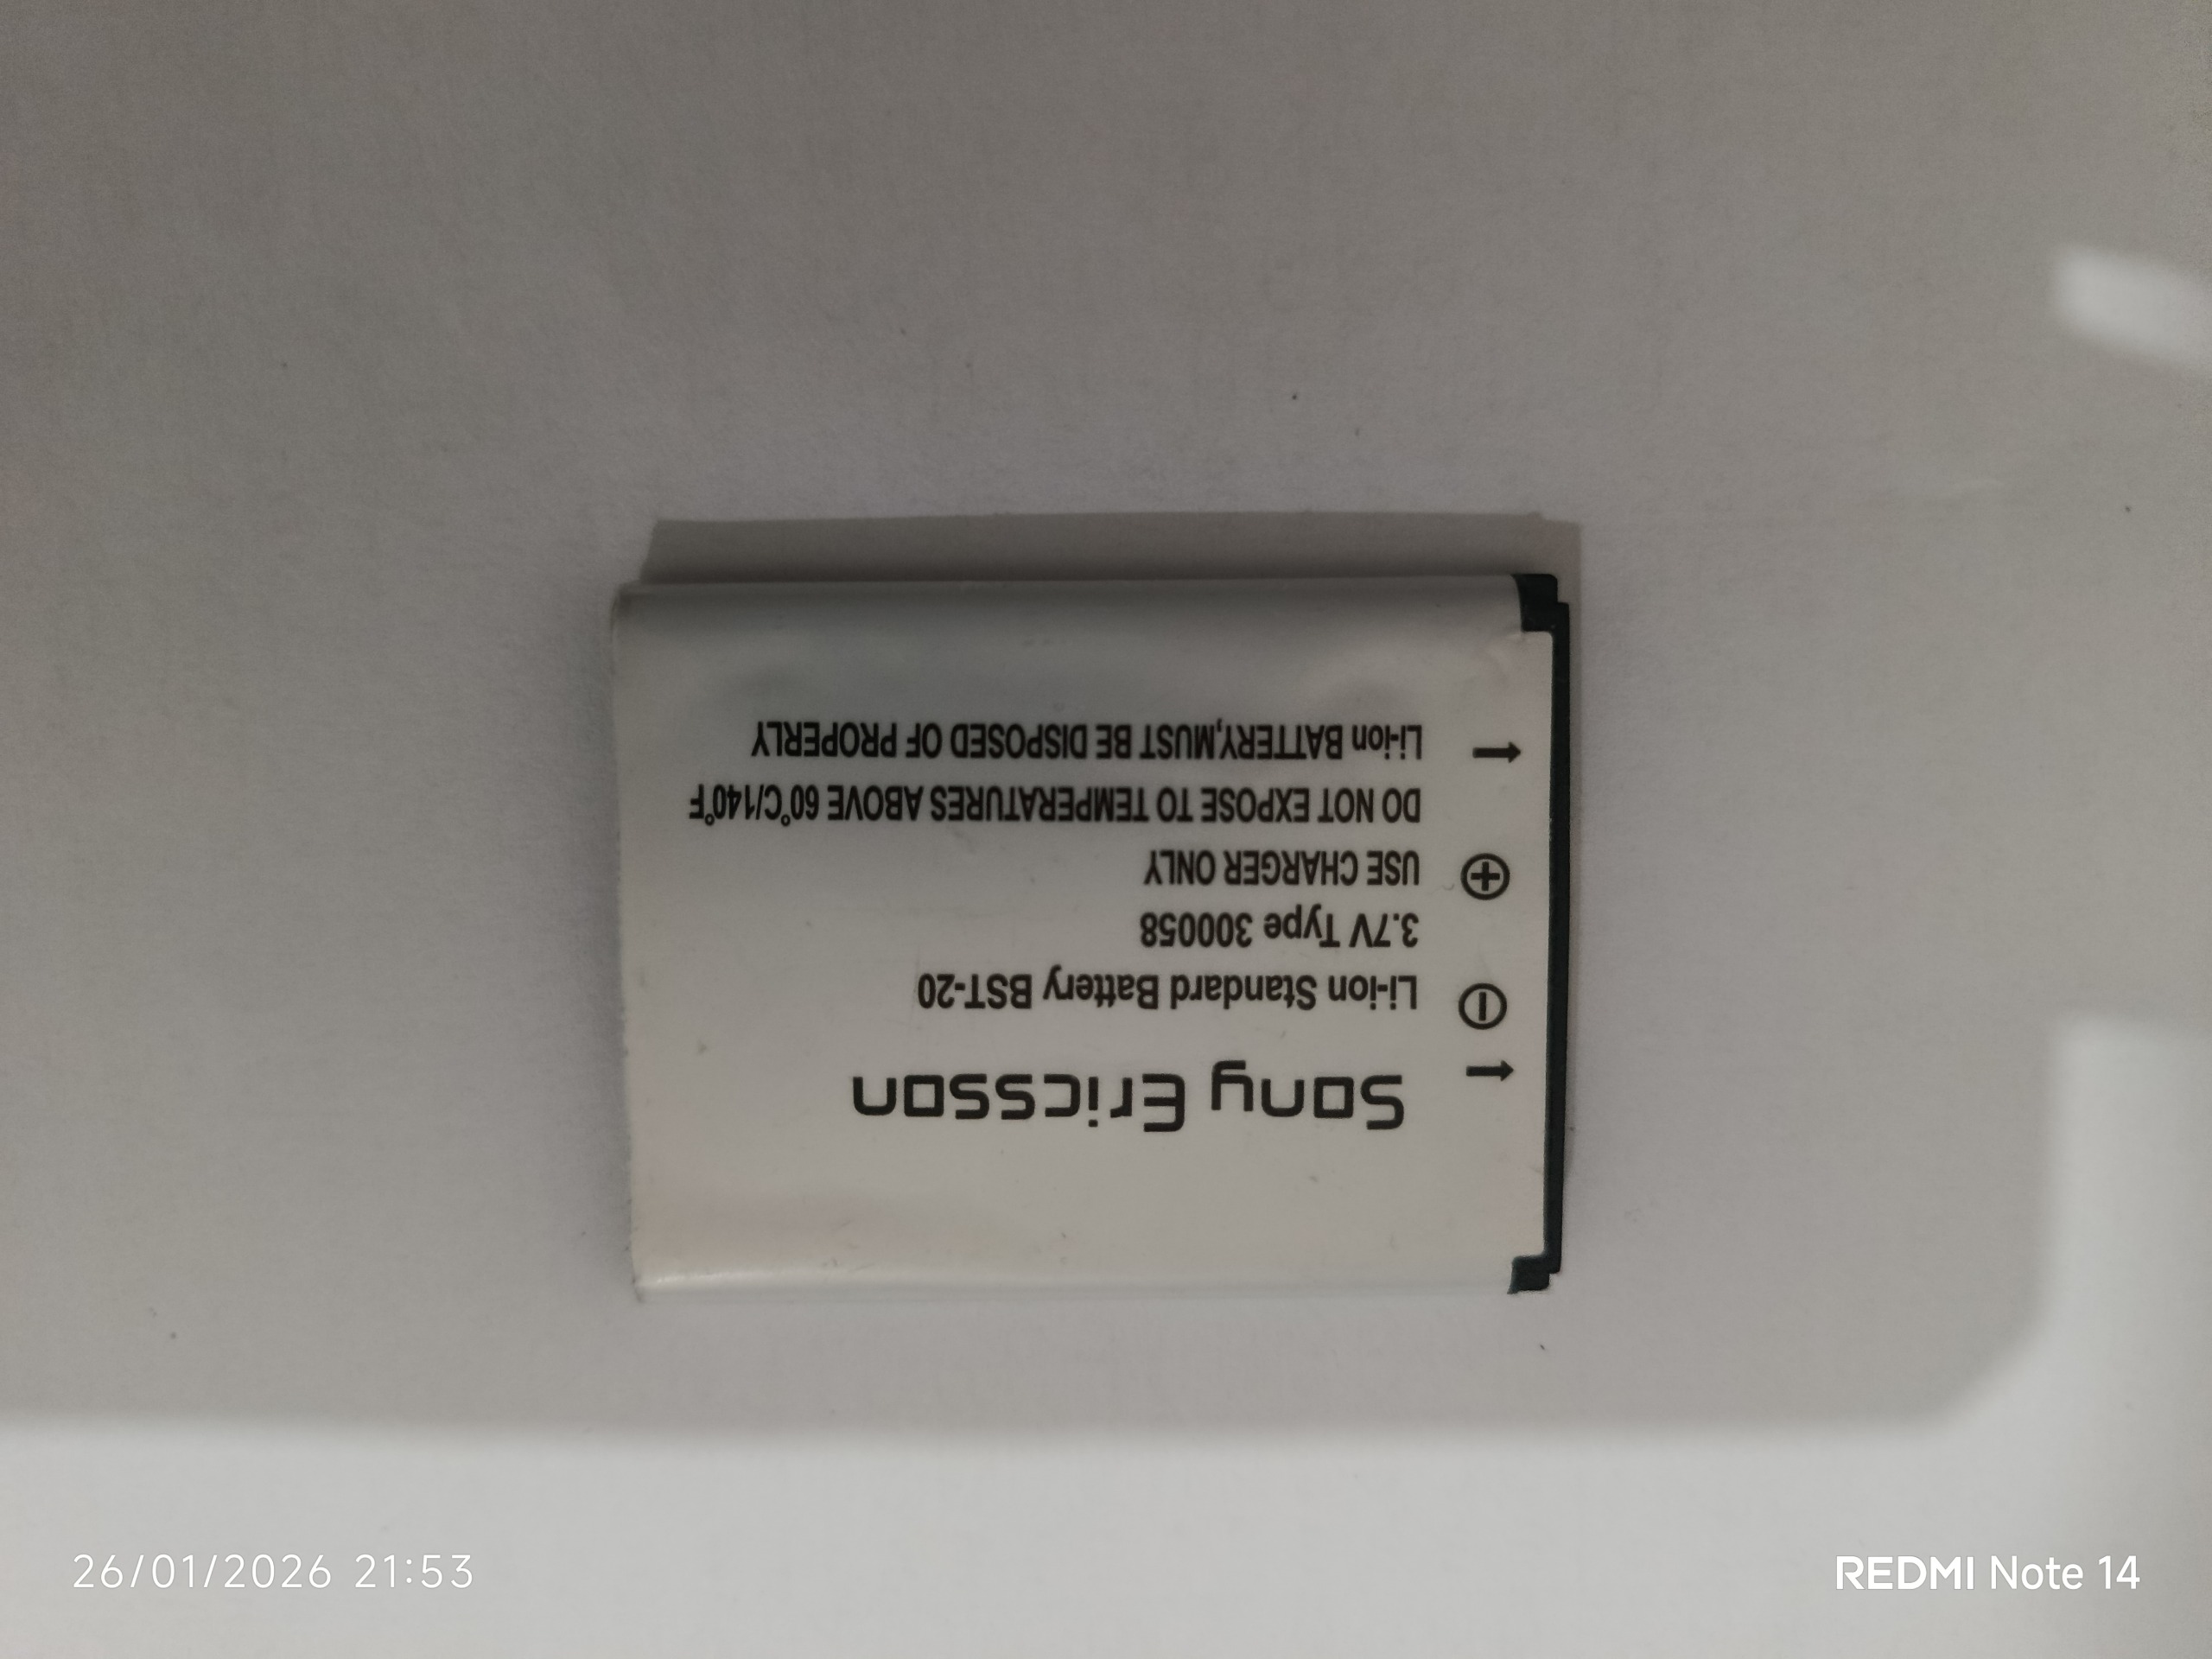 Sony Ericsson
Li-ion Standard Battery BST-20
3.7V Type 300058
USE CHARGER ONLY
DO NOT EXPOSE TO TEMPERATURES ABOVE 60°C/140°F
Li-ion BATTERY,MUST BE DISPOSED OF PROPERLY
26/01/2026 21:53
REDMI Note 14